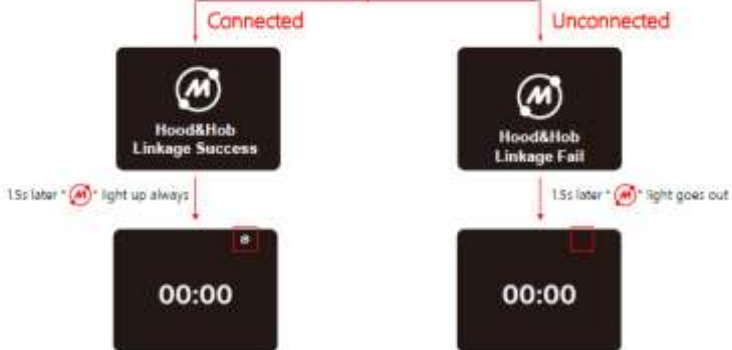 Connected
Unconnected
Hood&Hob
Linkage Success
Hood&Hob
Linkage Fail
1.5s later " M " light up always
1.5s later " M " light goes out
00:00
00:00